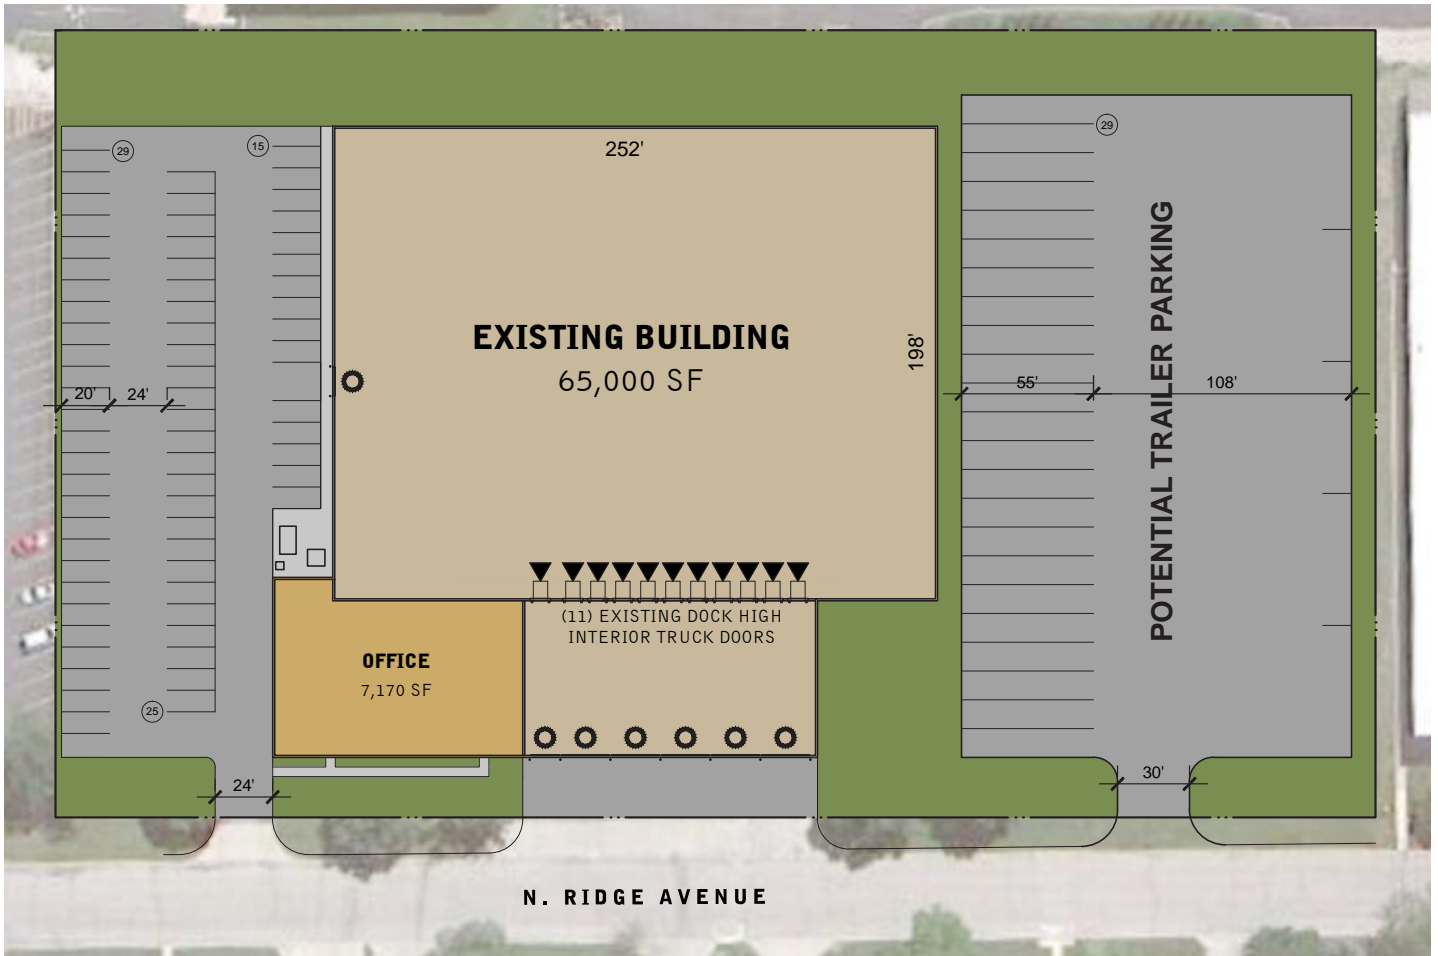 29
15
29
252'
EXISTING BUILDING
65,000 SF
198'
20'
24'
55'
108'
POTENTIAL TRAILER PARKING
(11) EXISTING DOCK HIGH
INTERIOR TRUCK DOORS
OFFICE
7,170 SF
25
24'
30'
N. RIDGE AVENUE